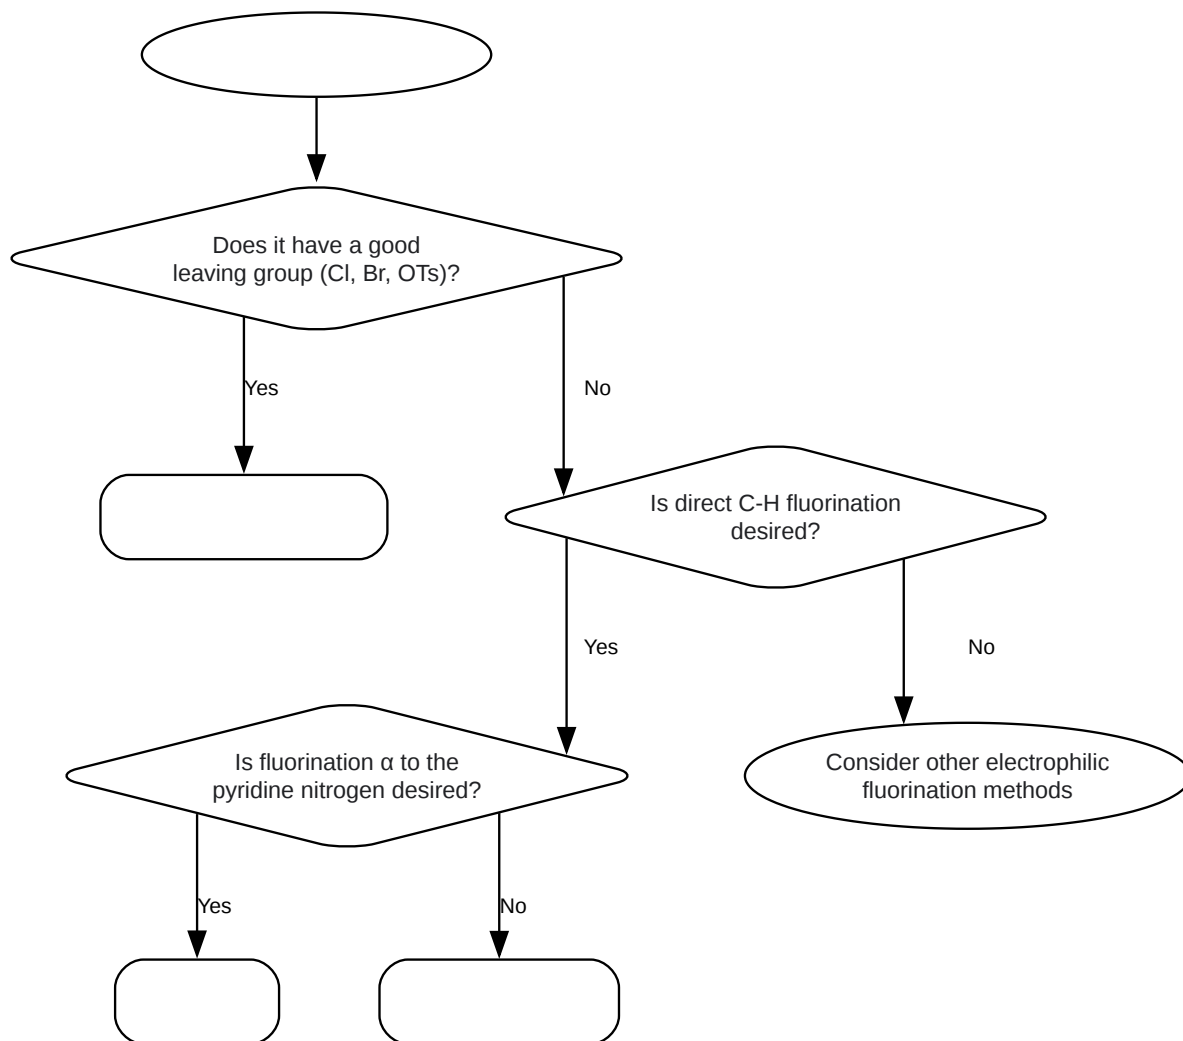 Does it have a good
leaving group (Cl, Br, OTs)?
Yes
No
Is direct C-H fluorination
desired?
Yes
No
Is fluorination α to the
pyridine nitrogen desired?
Consider other electrophilic
fluorination methods
Yes
No